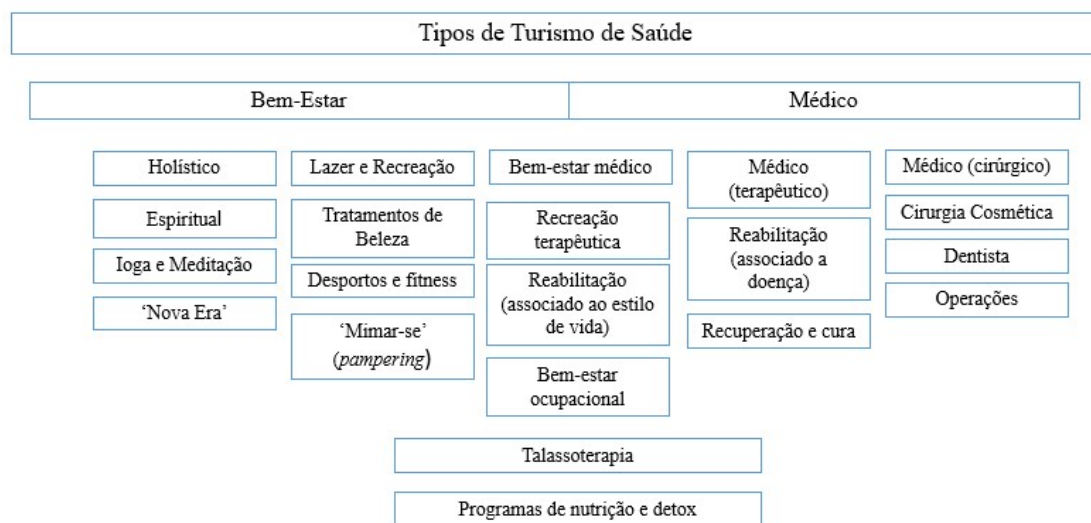 Tipos de Turismo de Saúde
Bem-Estar
Médico
Holístico
Espiritual
Ioga e Meditação
‘Nova Era’
Lazer e Recreação
Tratamentos de
Beleza
Desportos e fitness
‘Mimar-se’
(pampering)
Bem-estar médico
Recreação
terapêutica
Reabilitação
(associado ao estilo
de vida)
Bem-estar
ocupacional
Médico
(terapêutico)
Reabilitação
(associado a
doença)
Recuperação e cura
Médico (cirúrgico)
Cirurgia Cosmética
Dentista
Operações
Talassoterapia
Programas de nutrição e detox